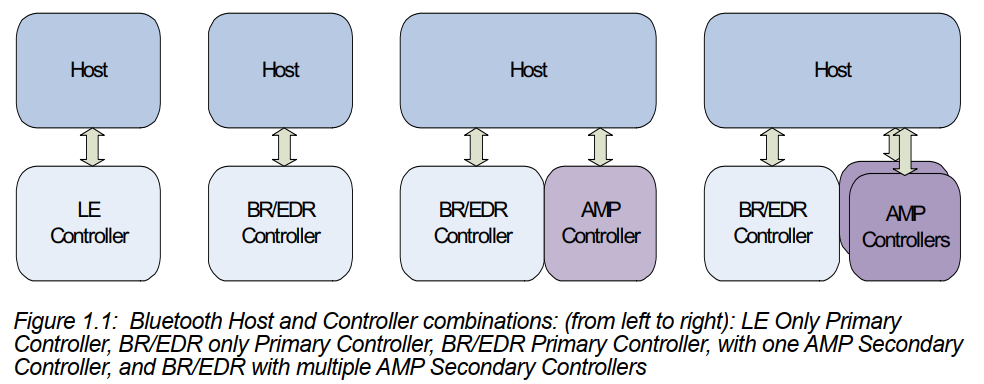 Host
Host
Host
Host
LE
Controller
BR/EDR
Controller
BR/EDR
Controller
AMP
Controller
BR/EDR
Controller
AMP
Controllers
Figure 1.1: Bluetooth Host and Controller combinations: (from left to right): LE Only Primary
Controller, BR/EDR only Primary Controller, BR/EDR Primary Controller, with one AMP Secondary
Controller, and BR/EDR with multiple AMP Secondary Controllers